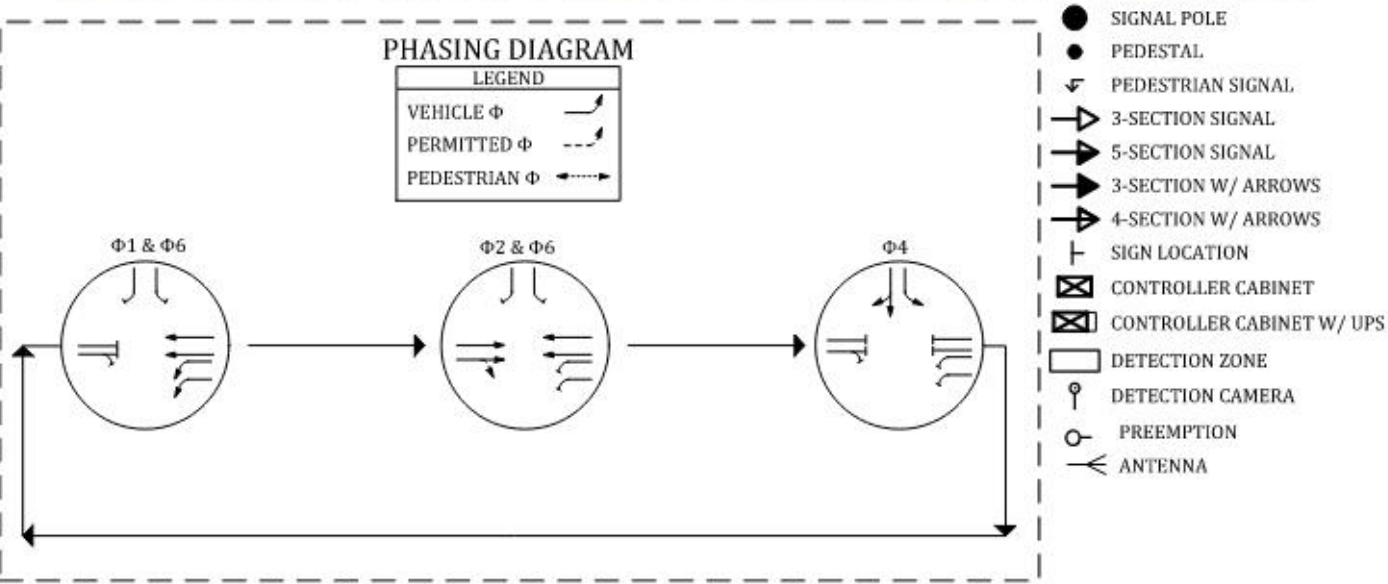 PHASING DIAGRAM
LEGEND
VEHICLE Φ
PERMITTED Φ
PEDESTRIAN Φ
Φ1 & Φ6
Φ2 & Φ6
Φ4
SIGNAL POLE
PEDESTAL
PEDESTRIAN SIGNAL
3-SECTION SIGNAL
5-SECTION SIGNAL
3-SECTION W/ ARROWS
4-SECTION W/ ARROWS
SIGN LOCATION
CONTROLLER CABINET
CONTROLLER CABINET W/ UPS
DETECTION ZONE
DETECTION CAMERA
PREEMPTION
ANTENNA